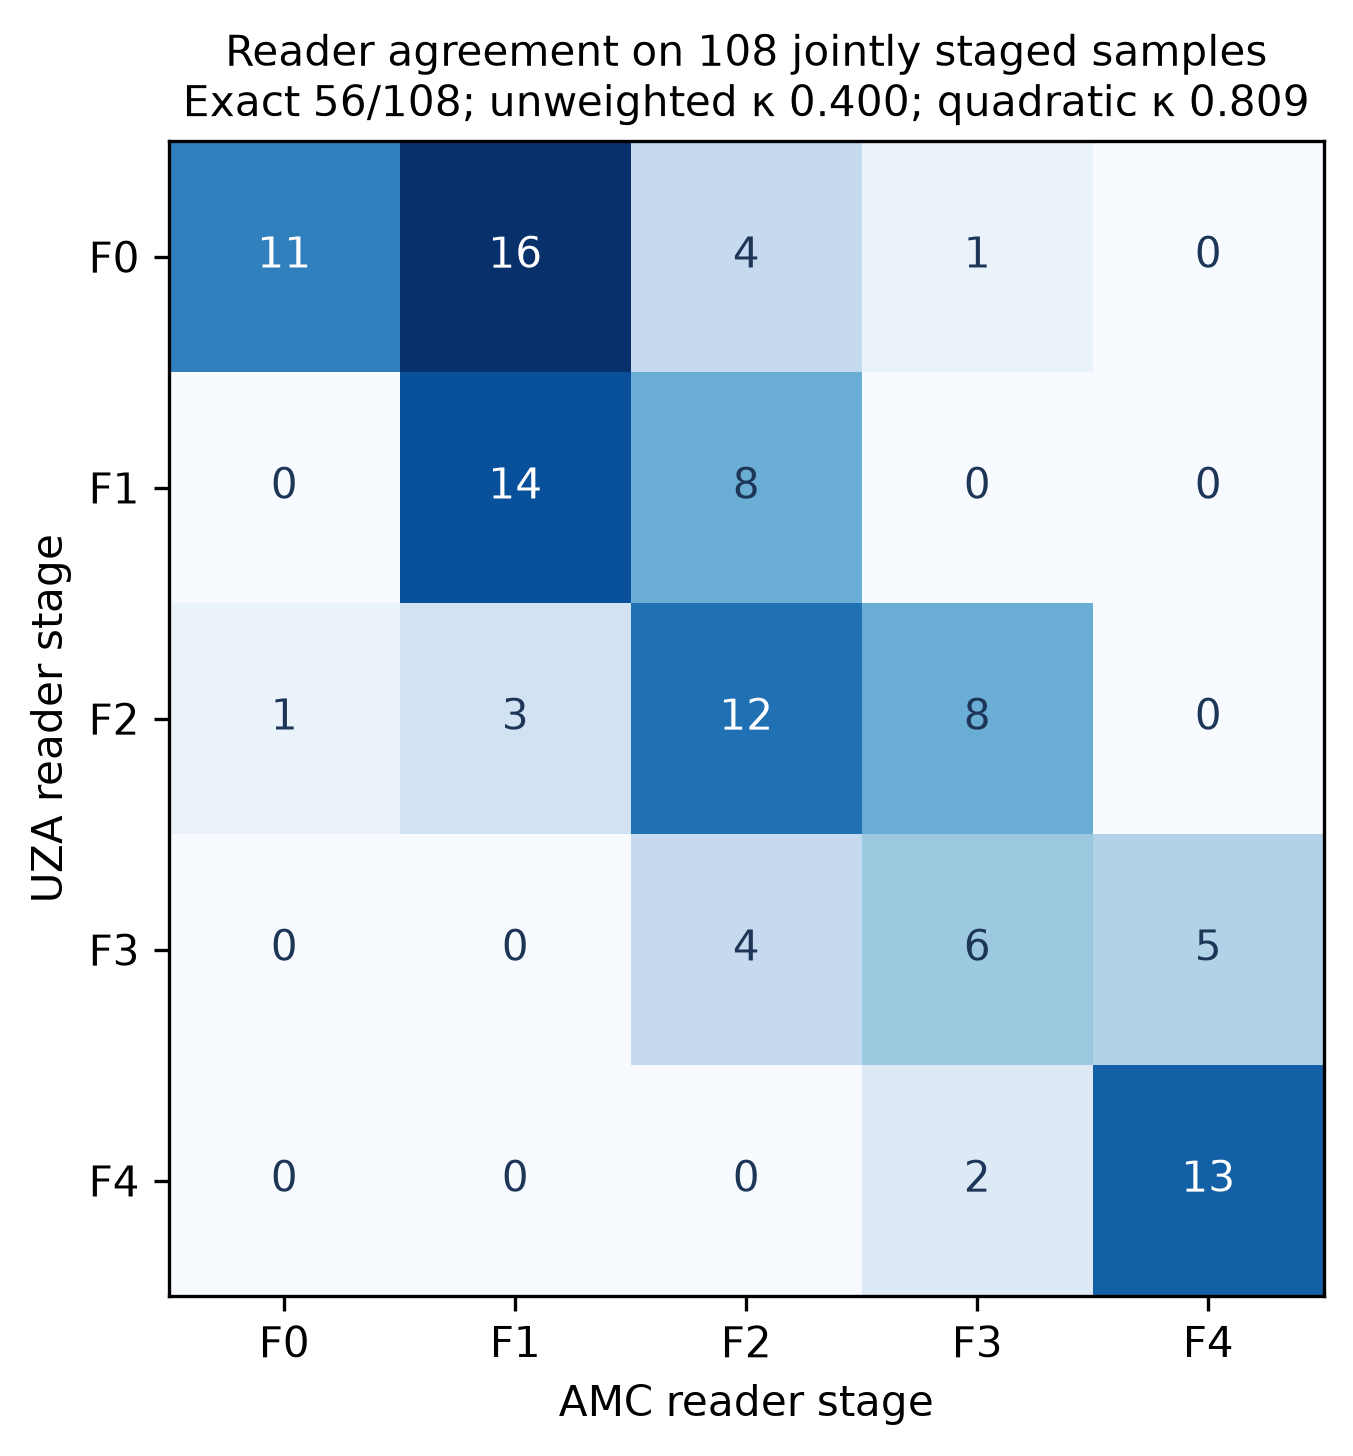 Reader agreement on 108 jointly staged samples
Exact 56/108; unweighted κ 0.400; quadratic κ 0.809
UZA reader stage
F0 11 16 4 1 0
F1 0 14 8 0 0
F2 1 3 12 8 0
F3 0 0 4 6 5
F4 0 0 0 2 13
F0 F1 F2 F3 F4
AMC reader stage